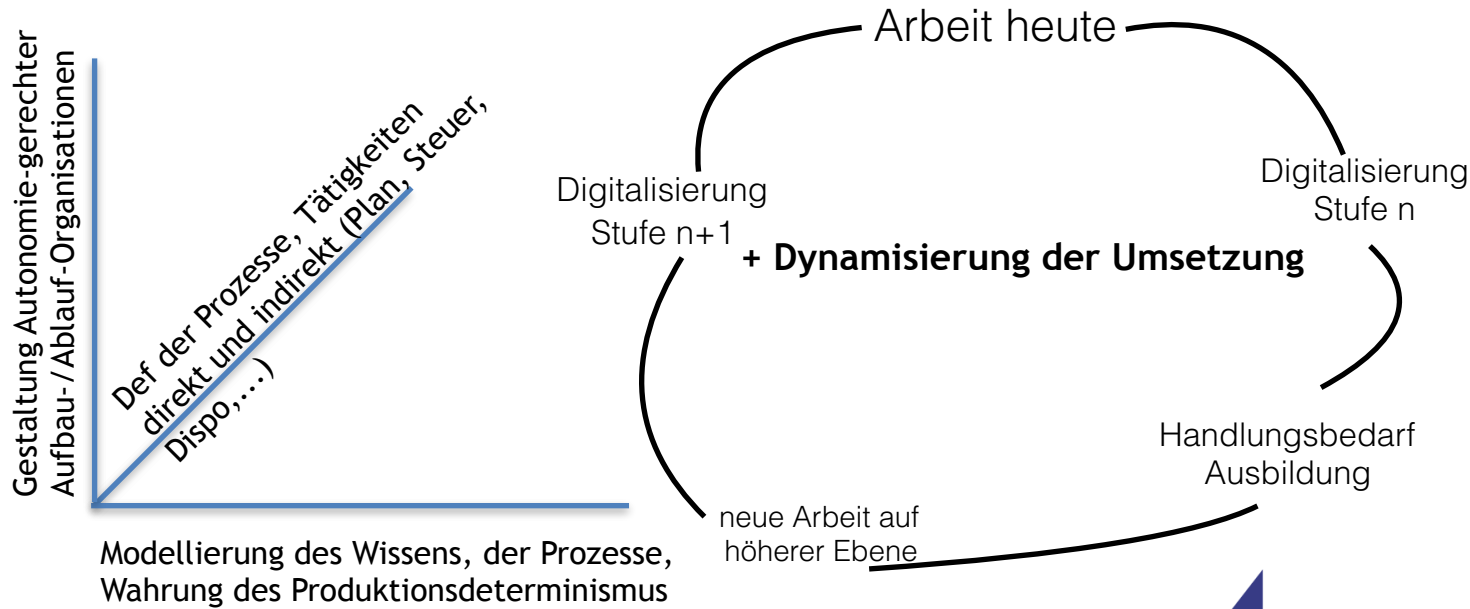 Gestaltung Autonomie-gerechter
Aufbau-/Ablauf-Organisationen
Def der Prozesse, Tätigkeiten
direkt und indirekt (Plan, Steuer,
Dispo,...)
Modellierung des Wissens, der Prozesse,
Wahrung des Produktionsdeterminismus
Arbeit heute
Digitalisierung
Stufe n
Handlungsbedarf
Ausbildung
neue Arbeit auf
höherer Ebene
Digitalisierung
Stufe n+1
+ Dynamisierung der Umsetzung